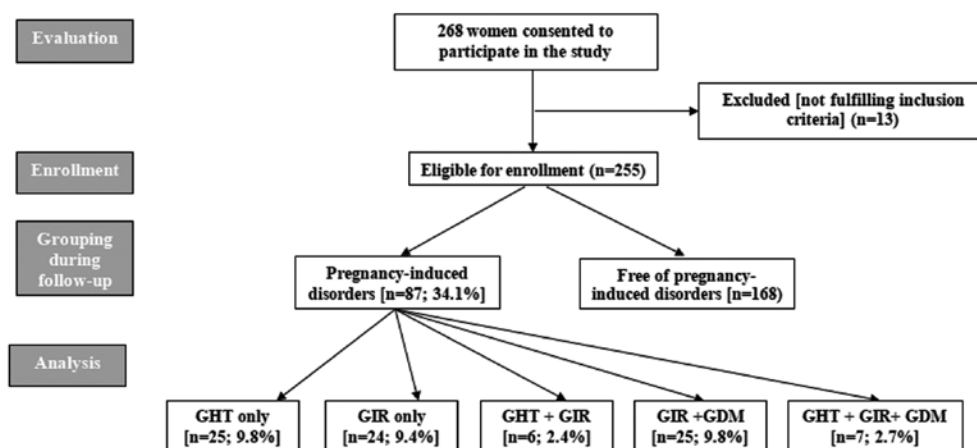 Evaluation
268 women consented to
participate in the study
Excluded [not fulfilling inclusion
criteria] (n=13)
Enrollment
Eligible for enrollment (n=255)
Grouping
during
follow-up
Pregnancy-induced
disorders [n=87; 34.1%]
Free of pregnancy-
induced disorders [n=168)
Analysis
GHT only
[n=25; 9.8%]
GIR only
[n=24; 9.4%]
GHT + GIR
[n=6; 2.4%]
GIR +GDM
[n=25; 9.8%]
GHT + GIR+ GDM
[n=7; 2.7%]